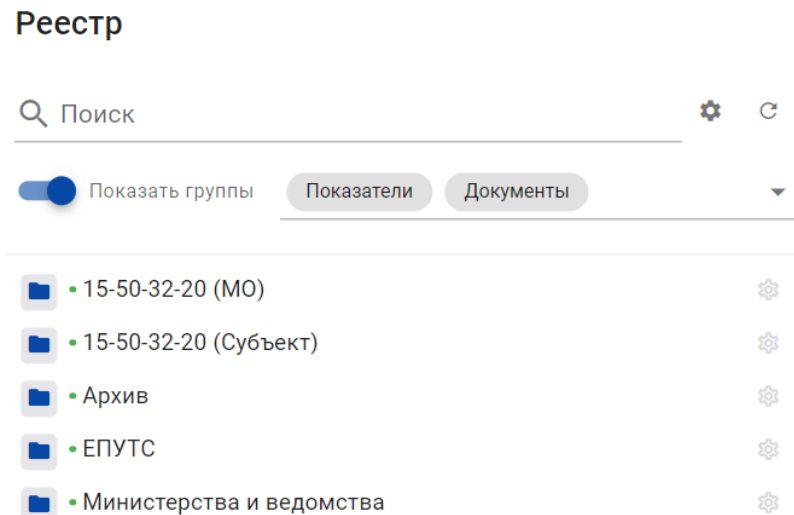 Реестр
Поиск
Показать группы Показатели Документы
15-50-32-20 (МО)
15-50-32-20 (Субъект)
Архив
ЕПУТС
Министерства и ведомства